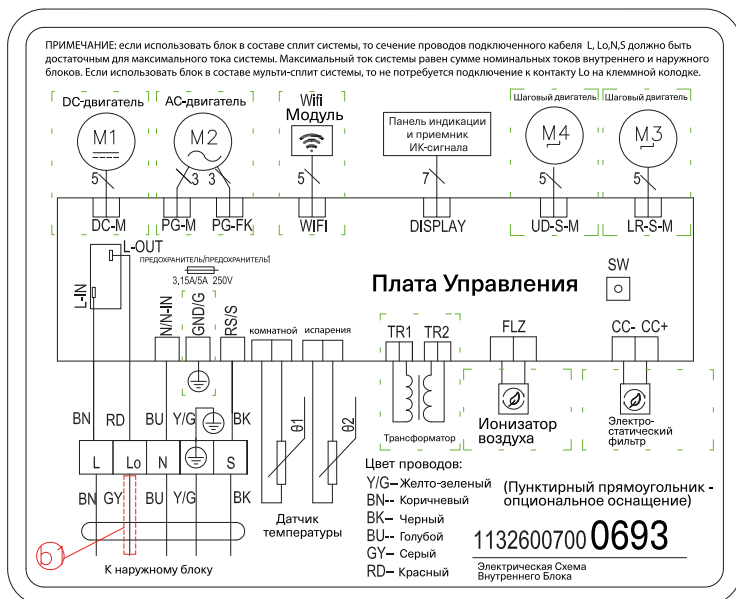 ПРИМЕЧАНИЕ: если использовать блок в составе сплит системы, то сечение проводов подключенного кабеля L, Lo,N,S должно быть
достаточным для максимального тока системы. Максимальный ток системы равен сумме номинальных токов внутреннего и наружного
блоков. Если использовать блок в составе мульти-сплит системы, то не потребуется подключение к контакту Lo на клеммной колодке.
DC-двигатель
AC-двигатель
Wifi
Модуль
Панель индикации
и приемник
ИК-сигнала
Шаговый двигатель
Шаговый двигатель
M1
M2
M4
M3
5
3
3
5
7
5
5
DC-M
PG-M
PG-FK
WIFI
DISPLAY
UD-S-M
LR-S-M
L-OUT
L-IN
ПРЕДОХРАНИТЕЛЬ/ПРЕДОХРАНИТЕЛЬ1
3.15A/5A 250V
Плата Управления
SW
N/N-IN
GND/G
RS/S
комнатной
испарения
TR1
TR2
FLZ
CC-
CC+
θ1
θ2
Трансформатор
Ионизатор
воздуха
Электро-
статический
фильтр
BN
RD
BU
Y/G
BK
L
Lo
N
S
BN
GY
BU
Y/G
BK
b1
К наружному блоку
Датчик
температуры
Цвет проводов:
Y/G– Желто-зеленый
BN-- Коричневый
BK– Черный
BU-- Голубой
GY– Серый
RD– Красный
(Пунктирный прямоугольник -
опциональное оснащение)
1132600700 0693
Электрическая Схема
Внутреннего Блока